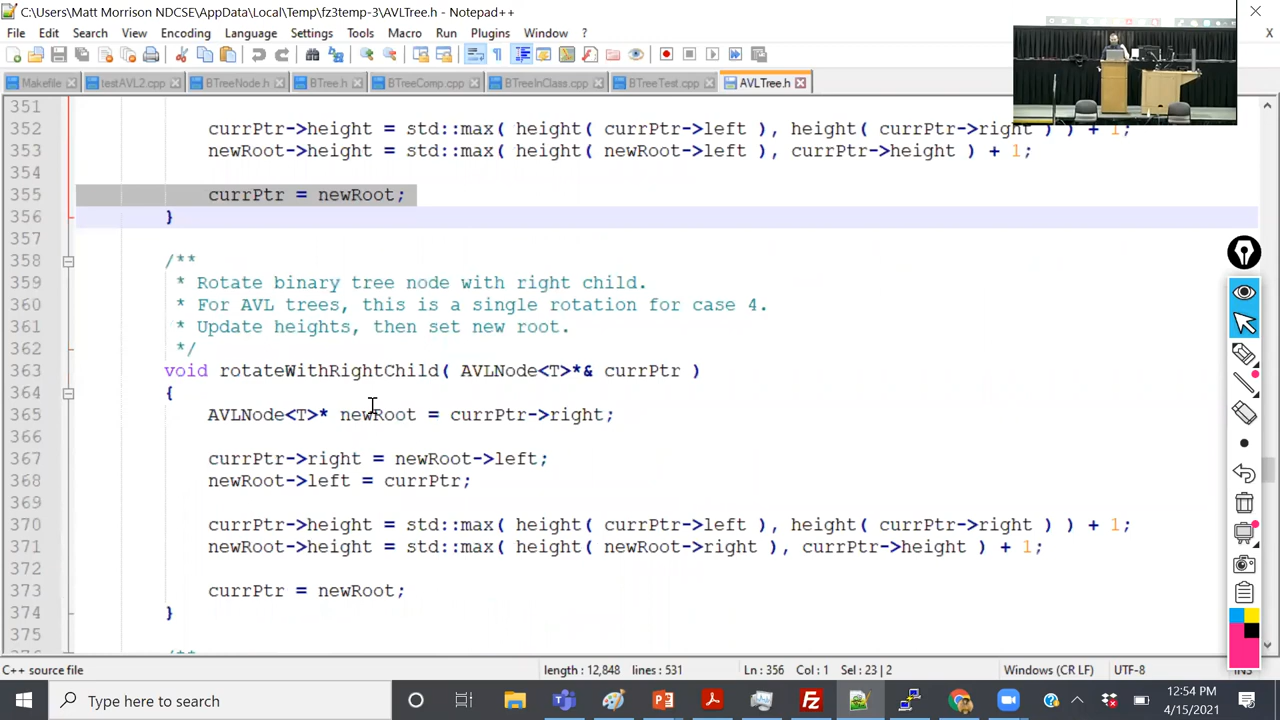 C:\Users\Matt Morrison NDCSE\AppData\Local\Temp\fz3temp-3\AVLTree.h - Notepad++
File Edit Search View Encoding Language Settings Tools Macro Run Plugins Window ?
Makefile testAVL2.cpp BTreeNode.h BTree.h BTreeComp.cpp BTreeInClass.cpp BTreeTest.cpp AVLTree.h
351
352 currPtr->height = std::max( height( currPtr->left ), height( currPtr->right ) ) + 1;
353 newRoot->height = std::max( height( newRoot->left ), currPtr->height ) + 1;
354
355 currPtr = newRoot;
356 }
357
358 /**
359 * Rotate binary tree node with right child.
360 * For AVL trees, this is a single rotation for case 4.
361 * Update heights, then set new root.
362 */
363 void rotateWithRightChild( AVLNode<T>*& currPtr )
364 {
365 AVLNode<T>* newRoot = currPtr->right;
366
367 currPtr->right = newRoot->left;
368 newRoot->left = currPtr;
369
370 currPtr->height = std::max( height( currPtr->left ), height( currPtr->right ) ) + 1;
371 newRoot->height = std::max( height( newRoot->right ), currPtr->height ) + 1;
372
373 currPtr = newRoot;
374 }
375
C++ source file length : 12,848 lines : 531 Ln : 356 Col : 1 Sel : 23 | 2 Windows (CR LF) UTF-8 INS
Type here to search
12:54 PM
4/15/2021